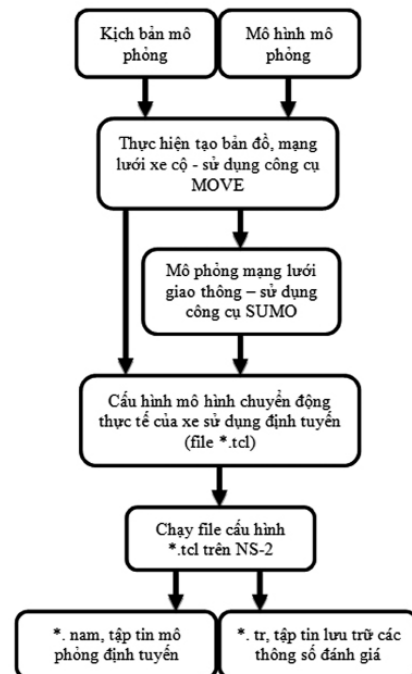 Kịch bản mô
phỏng
Mô hình mô
phỏng
Thực hiện tạo bản đồ, mạng
lưới xe cộ - sử dụng công cụ
MOVE
Mô phỏng mạng lưới
giao thông – sử dụng
công cụ SUMO
Cấu hình mô hình chuyển động
thực tế của xe sử dụng định tuyến
(file *.tcl)
Chạy file cấu hình
*.tcl trên NS-2
*. nam, tập tin mô
phỏng định tuyến
*. tr, tập tin lưu trữ các
thông số đánh giá